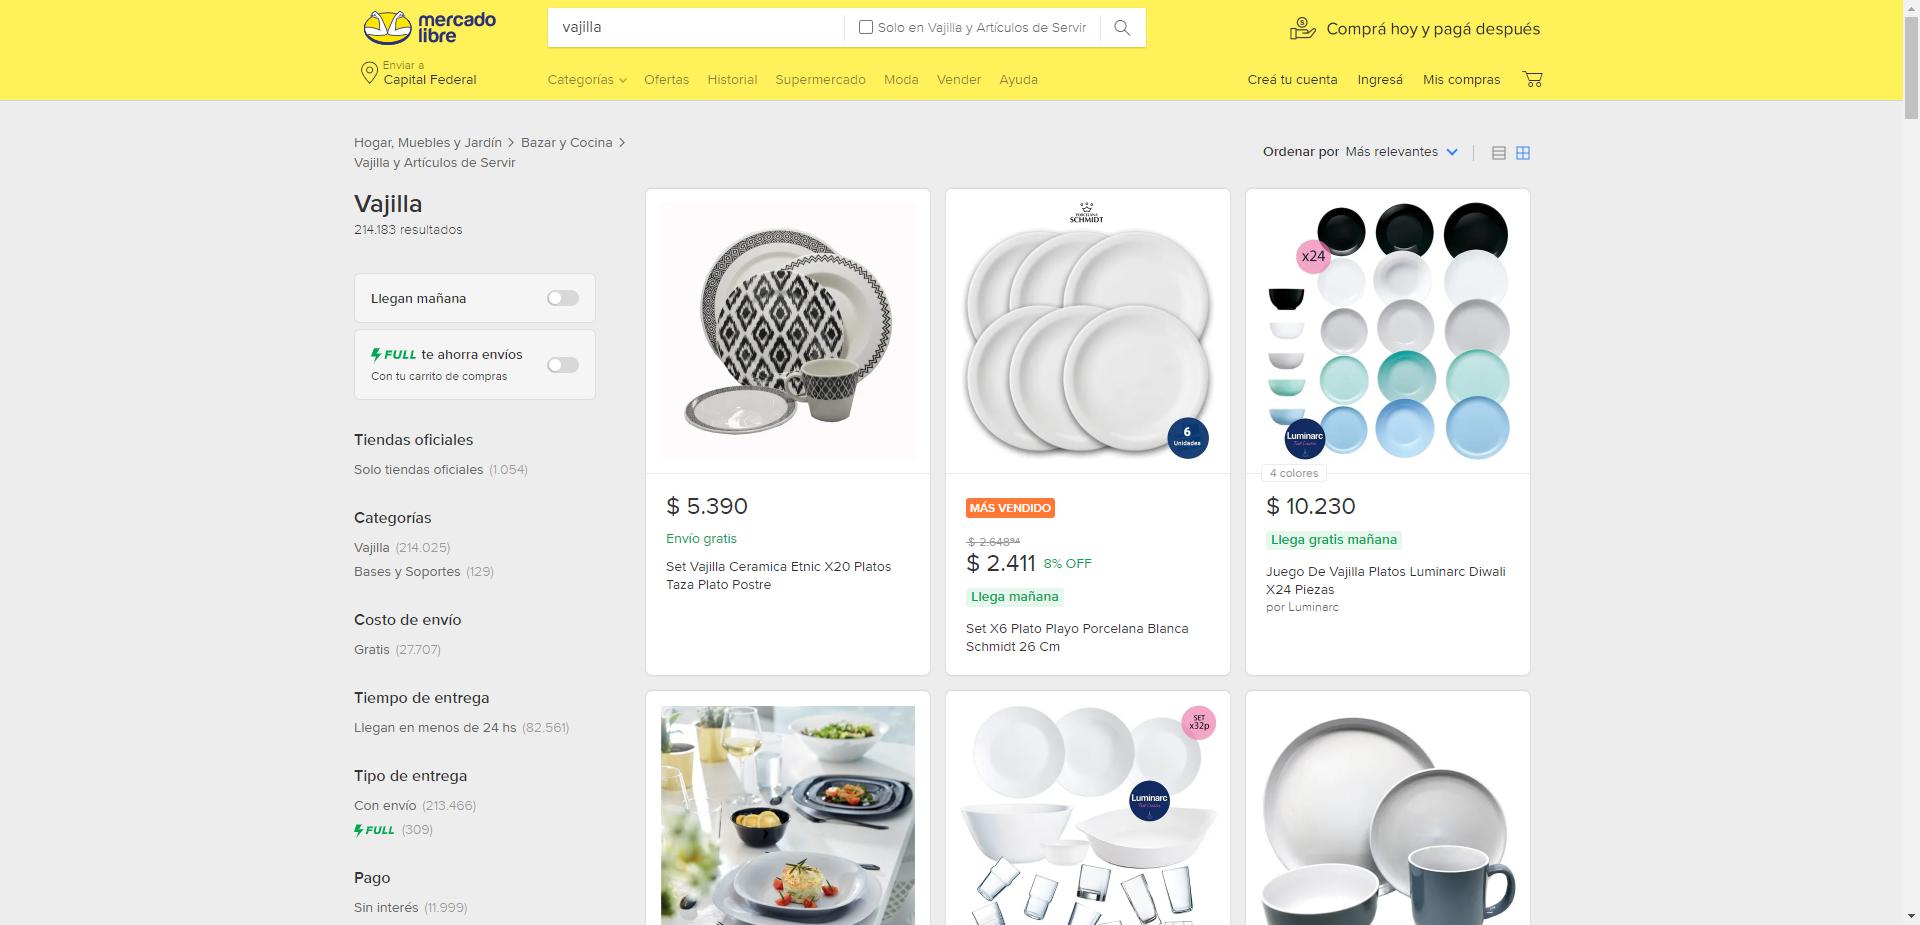 mercado
libre
vajilla
Solo en Vajilla y Artículos de Servir
Comprá hoy y pagá después
Enviar a
Capital Federal
Categorías
Ofertas
Historial
Supermercado
Moda
Vender
Ayuda
Creá tu cuenta
Ingresá
Mis compras
Hogar, Muebles y Jardín
Bazar y Cocina
Vajilla y Artículos de Servir
Ordenar por Más relevantes
Vajilla
214.183 resultados
Llegan mañana
FULL te ahorra envíos
Con tu carrito de compras
Tiendas oficiales
Solo tiendas oficiales (1.054)
Categorías
Vajilla (214.025)
Bases y Soportes (129)
Costo de envío
Gratis (27.707)
Tiempo de entrega
Llegan en menos de 24 hs (82.561)
Tipo de entrega
Con envío (213.466)
FULL (309)
Pago
Sin interés (11.999)
$ 5.390
Envío gratis
Set Vajilla Ceramica Etnic X20 Platos
Taza Plato Postre
PORCELANA
SCHMIDT
6
Unidades
MÁS VENDIDO
$ 2.648⁹⁴
$ 2.411 8% OFF
Llega mañana
Set X6 Plato Playo Porcelana Blanca
Schmidt 26 Cm
x24
Luminarc
4 colores
$ 10.230
Llega gratis mañana
Juego De Vajilla Platos Luminarc Diwali
X24 Piezas
por Luminarc
SET
x32p
Luminarc